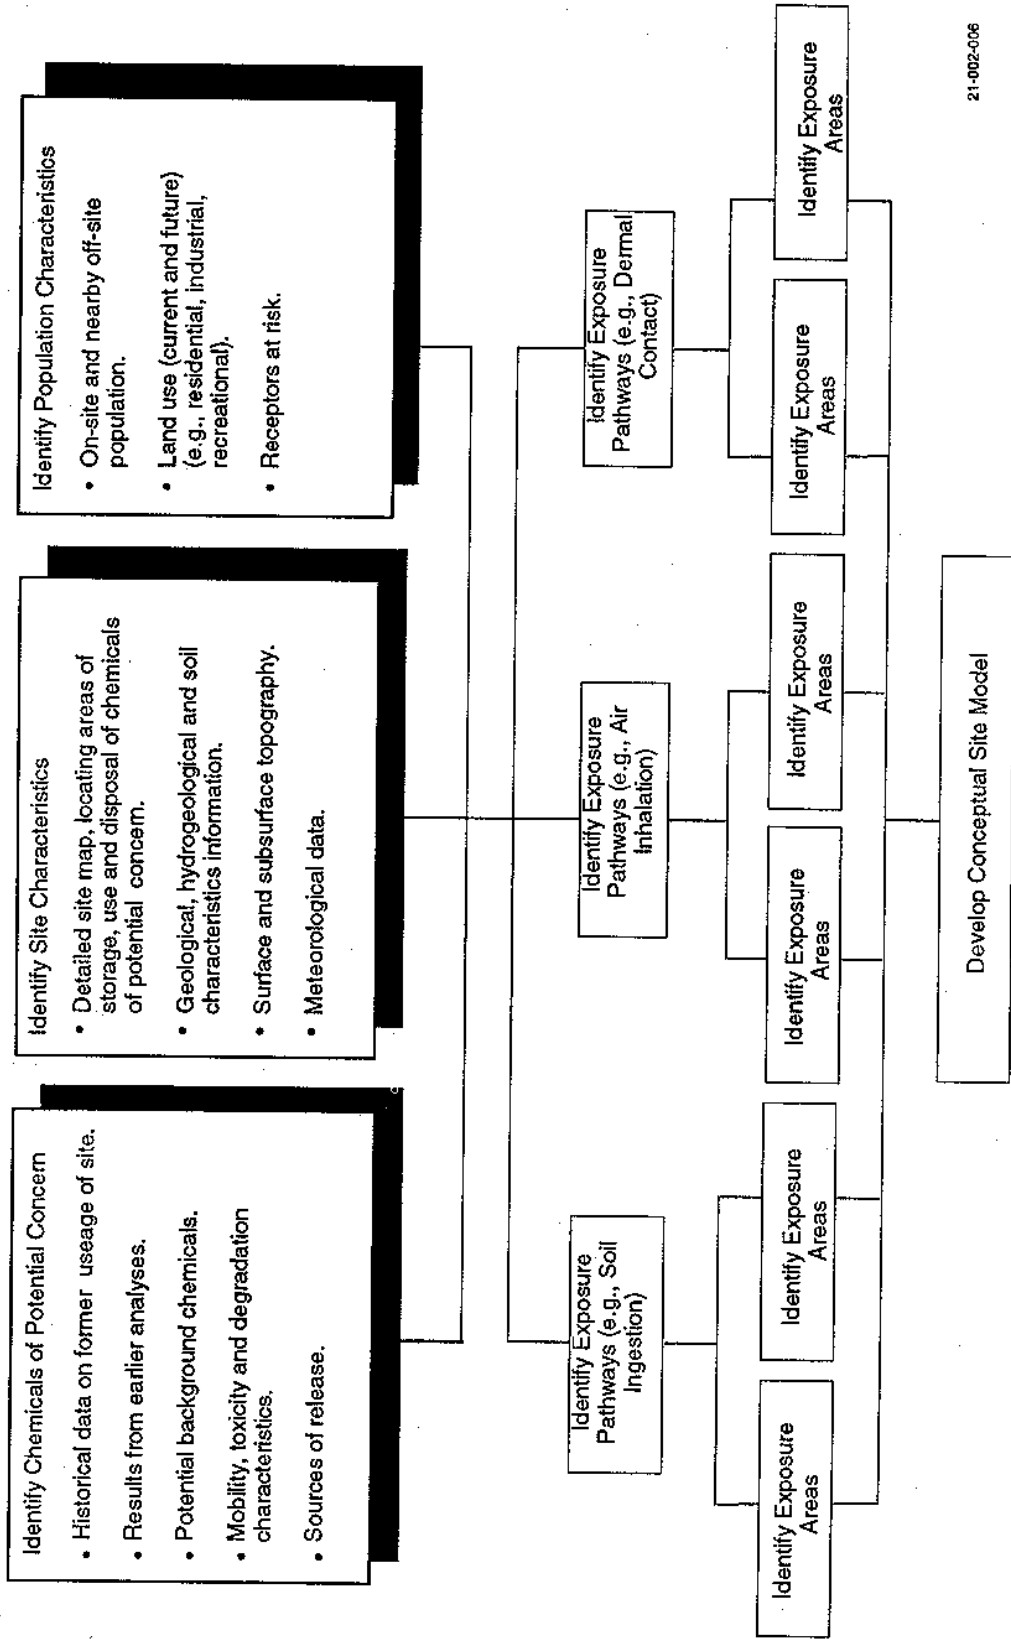 Identify Chemicals of Potential Concern
• Historical data on former useage of site.
• Results from earlier analyses.
• Potential background chemicals.
• Mobility, toxicity and degradation
characteristics.
• Sources of release.
Identify Site Characteristics
• Detailed site map, locating areas of
storage, use and disposal of chemicals
of potential concern.
• Geological, hydrogeological and soil
characteristics information.
• Surface and subsurface topography.
• Meteorological data.
Identify Population Characteristics
• On-site and nearby off-site
population.
• Land use (current and future)
(e.g., residential, industrial,
recreational).
• Receptors at risk.
Identify Exposure
Pathways (e.g., Soil
Ingestion)
Identify Exposure
Pathways (e.g., Air
Inhalation)
Identify Exposure
Pathways (e.g., Dermal
Contact)
Identify Exposure
Areas
Identify Exposure
Areas
Identify Exposure
Areas
Identify Exposure
Areas
Identify Exposure
Areas
Identify Exposure
Areas
Develop Conceptual Site Model
21-002-006